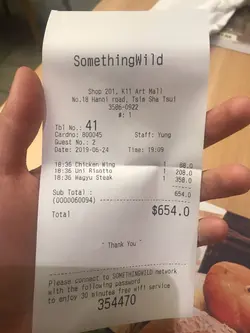 SomethingWild
Shop 201, K11 Art Mall
No.18 Hanoi road, Tsim Sha Tsui
3586-0922
#: 1
Tbl No.: 41
Cardno: 800045 Staff: Yung
Guest No.: 2
Date: 2019-06-24 Time: 19:09
18:36 Chicken Wing 1 88.0
18:36 Uni Risotto 1 208.0
18:36 Wagyu Steak 1 358.0
Sub Total : 654.0
(0000060094)
Total $654.0
Thank You
Please connect to SOMETHINGWILD network
with the following password
to enjoy 30 minutes free wifi service
354470